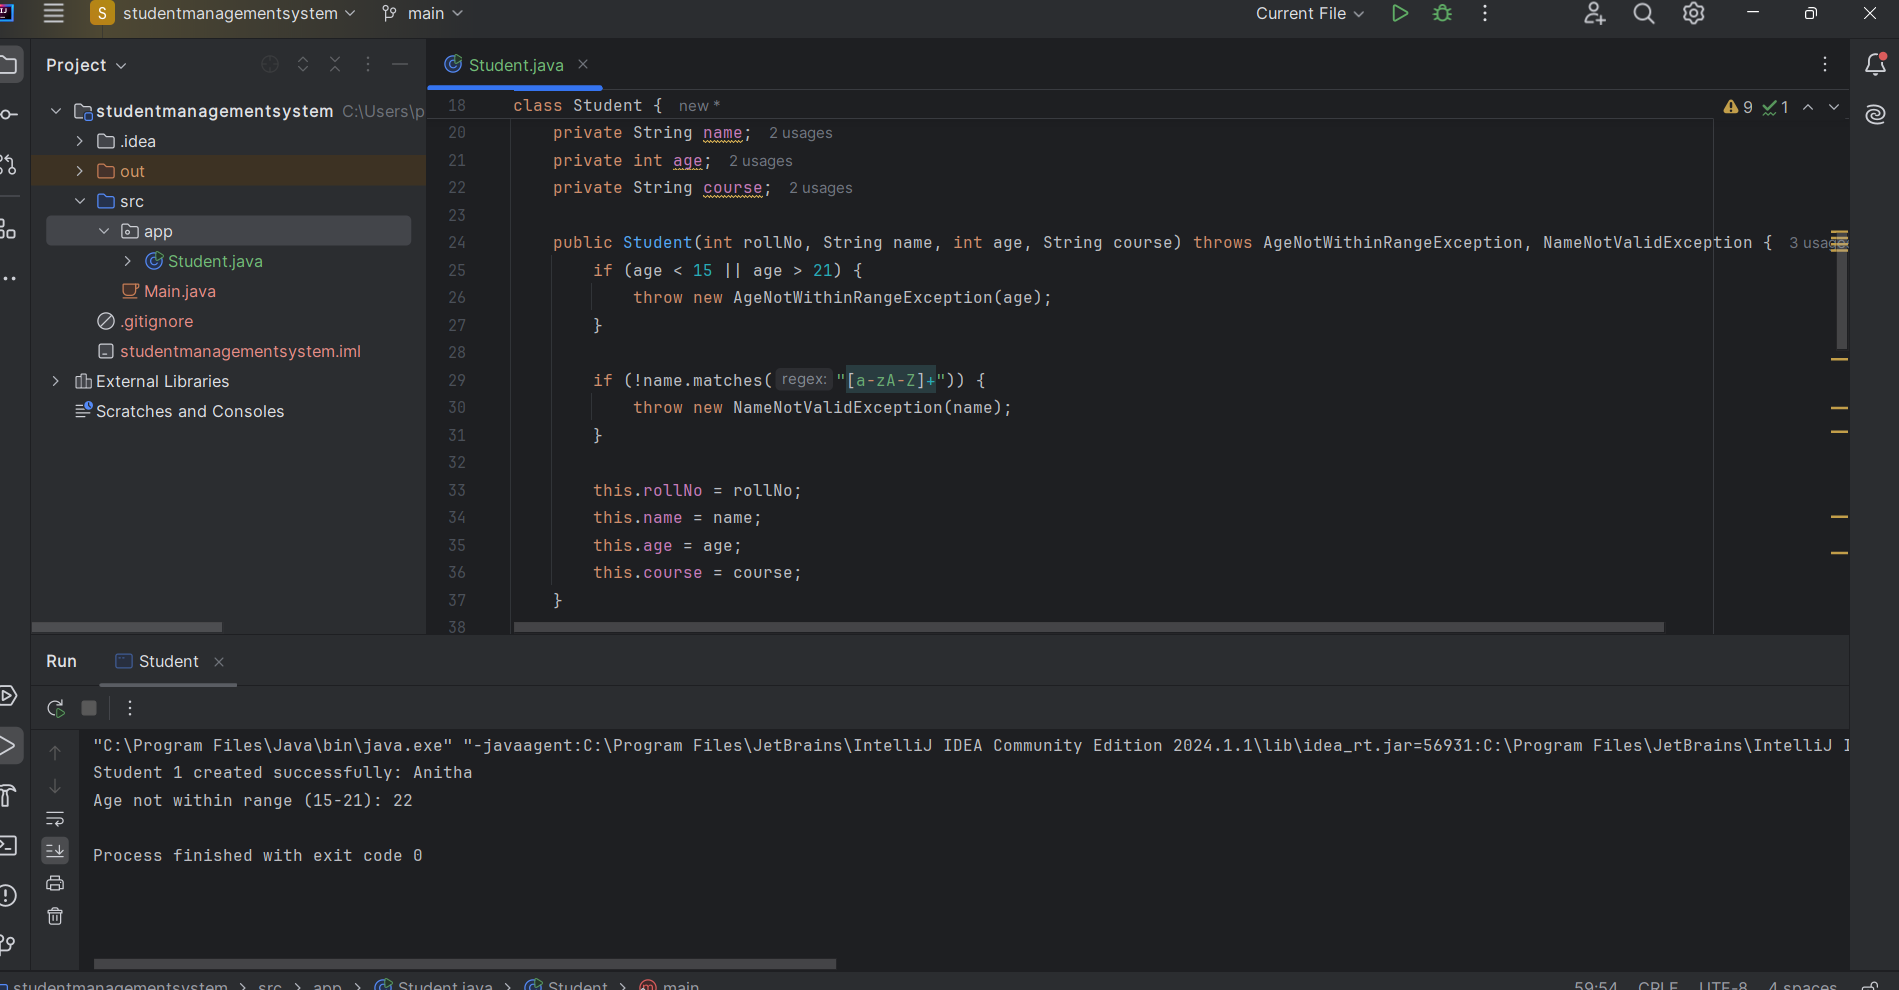 S studentmanagementsystem main Current File
Project
Student.java
studentmanagementsystem C:\Users\p
.idea
out
src
app
Student.java
Main.java
.gitignore
studentmanagementsystem.iml
External Libraries
Scratches and Consoles
18 class Student { new *
9 1
20 private String name; 2 usages
21 private int age; 2 usages
22 private String course; 2 usages
23
24 public Student(int rollNo, String name, int age, String course) throws AgeNotWithinRangeException, NameNotValidException { 3 usages
25 if (age < 15 || age > 21) {
26 throw new AgeNotWithinRangeException(age);
27 }
28
29 if (!name.matches( regex: "[a-zA-Z]+")) {
30 throw new NameNotValidException(name);
31 }
32
33 this.rollNo = rollNo;
34 this.name = name;
35 this.age = age;
36 this.course = course;
37 }
38
Run Student
"C:\Program Files\Java\bin\java.exe" "-javaagent:C:\Program Files\JetBrains\IntelliJ IDEA Community Edition 2024.1.1\lib\idea_rt.jar=56931:C:\Program Files\JetBrains\IntelliJ I
Student 1 created successfully: Anitha
Age not within range (15-21): 22
Process finished with exit code 0
studentmanagementsystem > src > app > Student.java > Student > m main 59:54 CRLF UTF-8 4 spaces